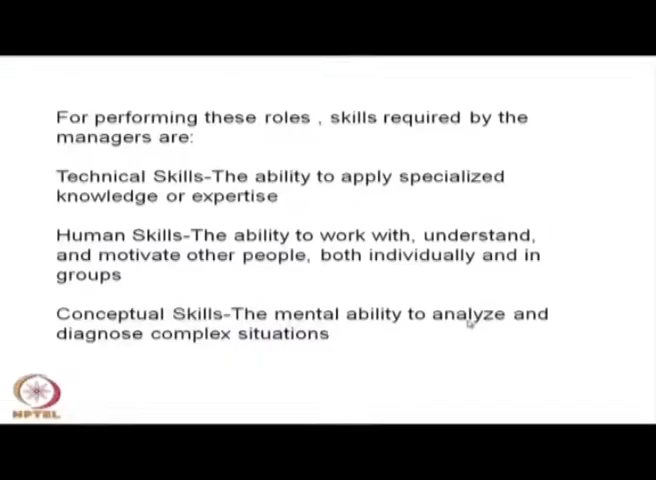 For performing these roles , skills required by the
managers are:
Technical Skills-The ability to apply specialized
knowledge or expertise
Human Skills-The ability to work with, understand,
and motivate other people, both individually and in
groups
Conceptual Skills-The mental ability to analyze and
diagnose complex situations
NPTEL